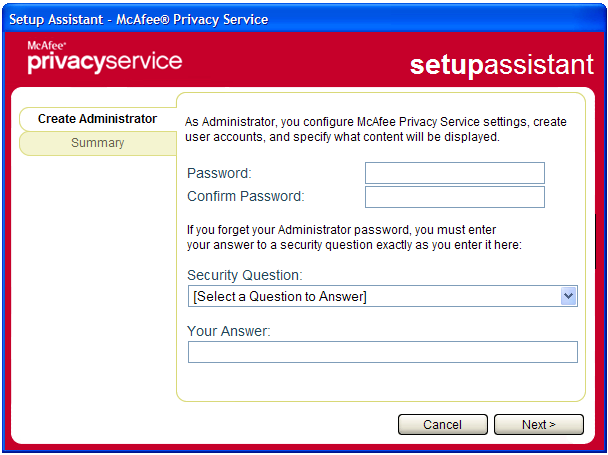 Setup Assistant - McAfee® Privacy Service
McAfee®
privacyservice
setupassistant
Create Administrator
Summary
As Administrator, you configure McAfee Privacy Service settings, create
user accounts, and specify what content will be displayed.
Password:
Confirm Password:
If you forget your Administrator password, you must enter
your answer to a security question exactly as you enter it here:
Security Question:
[Select a Question to Answer]
Your Answer:
Cancel
Next >